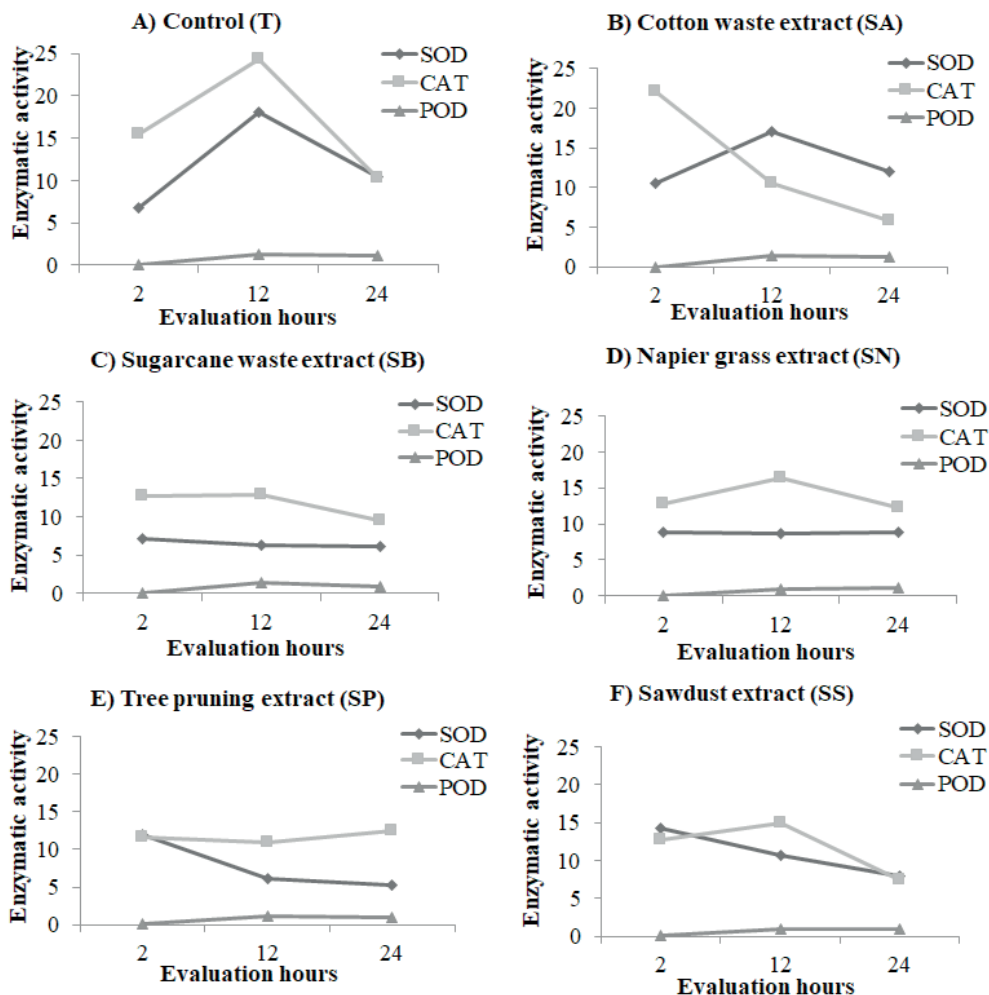 A) Control (T)
Enzymatic activity
25
20
15
10
5
0
SOD
CAT
POD
2
12
24
Evaluation hours
B) Cotton waste extract (SA)
Enzymatic activity
25
20
15
10
5
0
SOD
CAT
POD
2
12
24
Evaluation hours
C) Sugarcane waste extract (SB)
Enzymatic activity
25
20
15
10
5
0
SOD
CAT
POD
2
12
24
Evaluation hours
D) Napier grass extract (SN)
Enzymatic activity
25
20
15
10
5
0
SOD
CAT
POD
2
12
24
Evaluation hours
E) Tree pruning extract (SP)
Enzymatic activity
25
20
15
10
5
0
SOD
CAT
POD
2
12
24
Evaluation hours
F) Sawdust extract (SS)
Enzymatic activity
25
20
15
10
5
0
SOD
CAT
POD
2
12
24
Evaluation hours